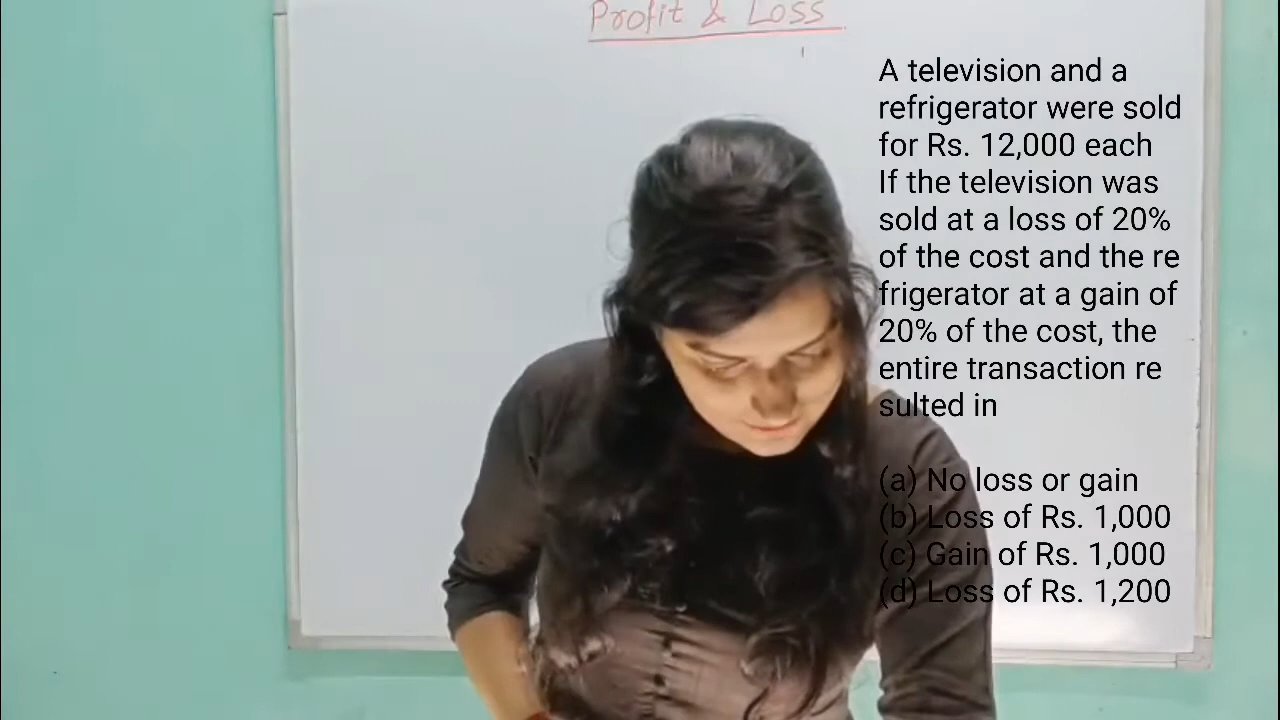 Profit & Loss
A television and a
refrigerator were sold
for Rs. 12,000 each
If the television was
sold at a loss of 20%
of the cost and the re
frigerator at a gain of
20% of the cost, the
entire transaction re
sulted in
(a) No loss or gain
(b) Loss of Rs. 1,000
(c) Gain of Rs. 1,000
(d) Loss of Rs. 1,200